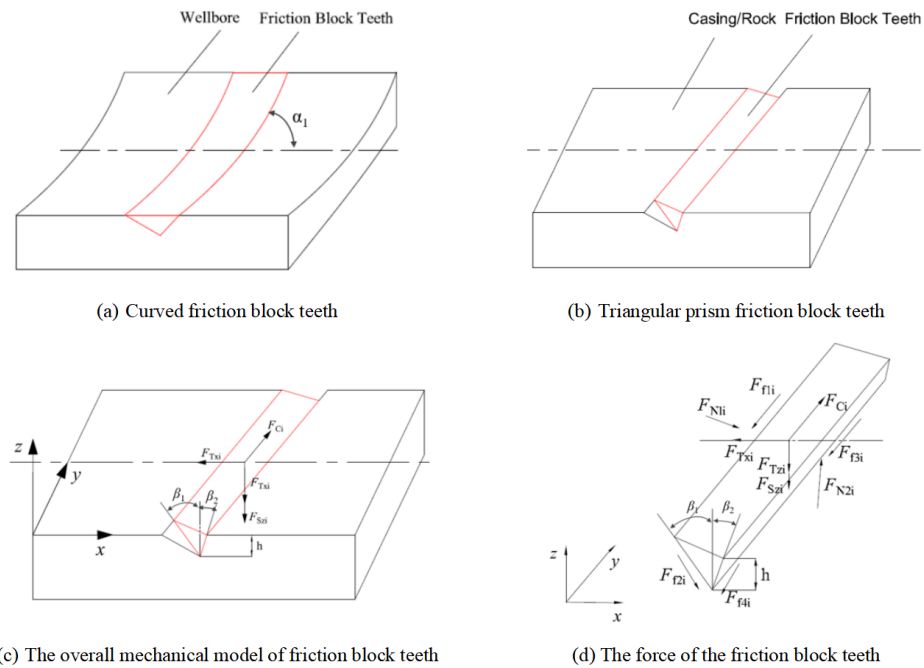 Wellbore Friction Block Teeth
α1
(a) Curved friction block teeth
Casing/Rock Friction Block Teeth
(b) Triangular prism friction block teeth
z
y
x
FCi
FTxi
FTxi
FSzi
β1
β2
h
(c) The overall mechanical model of friction block teeth
Ff1i
FN1i
FCi
FTxi
FTzi
FSzi
Ff3i
FN2i
β1
β2
z
y
x
Ff2i
Ff4i
h
(d) The force of the friction block teeth